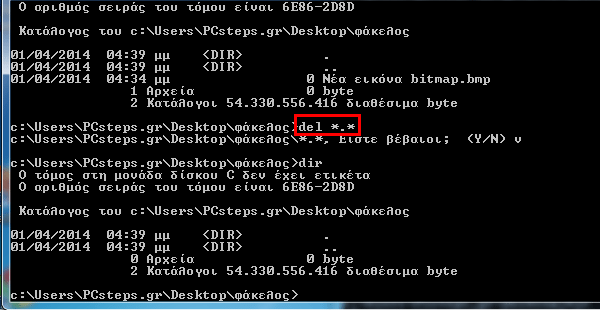 Ο αριθμός σειράς του τόμου είναι 6E86-2D8D
Κατάλογος του c:\Users\PCsteps.gr\Desktop\φάκελος
01/04/2014 04:39 μμ <DIR> .
01/04/2014 04:39 μμ <DIR> ..
01/04/2014 04:34 μμ 0 Νέα εικόνα bitmap.bmp
1 Αρχεία 0 byte
2 Κατάλογοι 54.330.556.416 διαθέσιμα byte
c:\Users\PCsteps.gr\Desktop\φάκελος>del *.*
c:\Users\PCsteps.gr\Desktop\φάκελος\*.*, Είστε βέβαιοι; (Y/N) ν
c:\Users\PCsteps.gr\Desktop\φάκελος>dir
Ο τόμος στη μονάδα δίσκου C δεν έχει ετικέτα
Ο αριθμός σειράς του τόμου είναι 6E86-2D8D
Κατάλογος του c:\Users\PCsteps.gr\Desktop\φάκελος
01/04/2014 04:39 μμ <DIR> .
01/04/2014 04:39 μμ <DIR> ..
0 Αρχεία 0 byte
2 Κατάλογοι 54.330.556.416 διαθέσιμα byte
c:\Users\PCsteps.gr\Desktop\φάκελος>